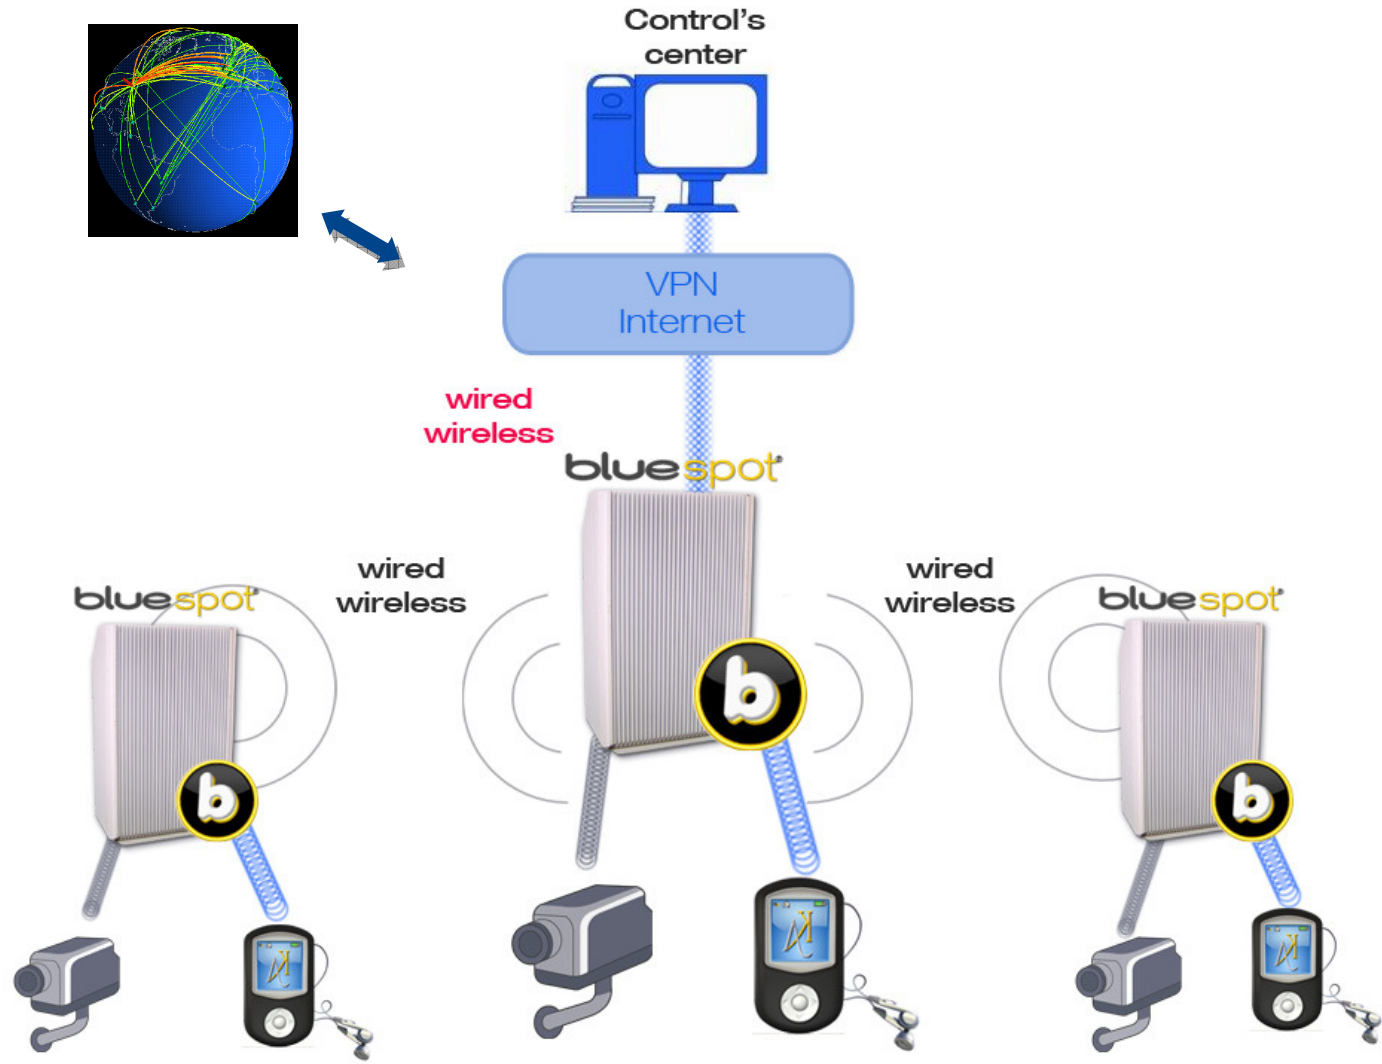 Control's
center
VPN
Internet
wired
wireless
bluespot®
wired
wireless
wired
wireless
bluespot®
bluespot®
b
b
b